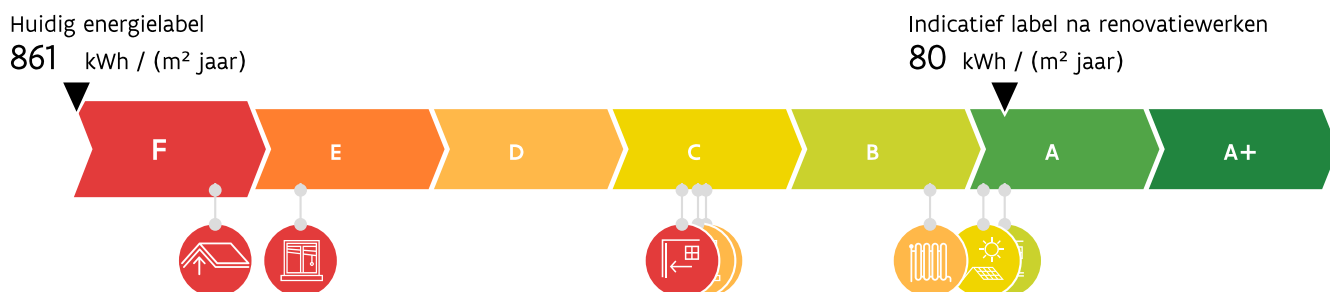 Huidig energielabel
861 kWh / (m² jaar)
Indicatief label na renovatiewerken
80 kWh / (m² jaar)
F E D C B A A+